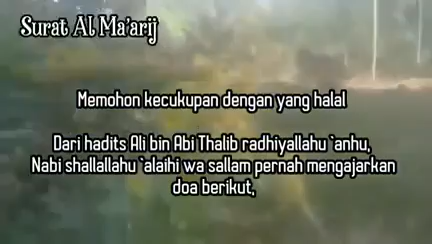 Surat Al Ma'arij
Memohon kecukupan dengan yang halal
Dari hadits Ali bin Abi Thalib radhiyallahu `anhu,
Nabi shallallahu `alaihi wa sallam pernah mengajarkan
doa berikut,